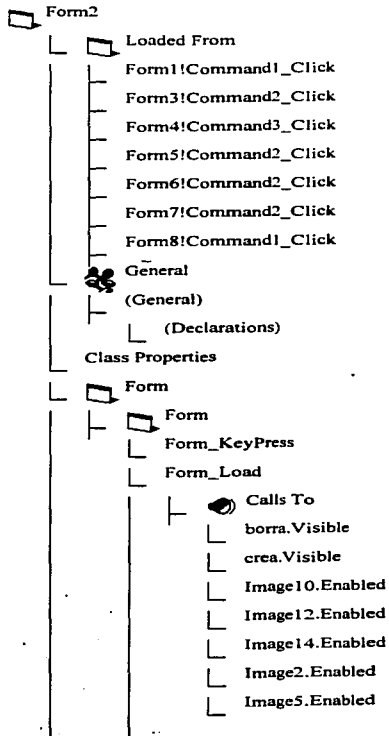 Form2
Loaded From
Form1!Command1_Click
Form3!Command2_Click
Form4!Command3_Click
Form5!Command2_Click
Form6!Command2_Click
Form7!Command2_Click
Form8!Command1_Click
General
(General)
(Declarations)
Class Properties
Form
Form
Form_KeyPress
Form_Load
Calls To
borra.Visible
crea.Visible
Image10.Enabled
Image12.Enabled
Image14.Enabled
Image2.Enabled
Image5.Enabled